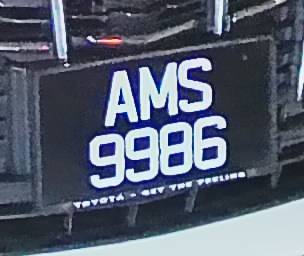 AMS
9986
TOYOTA - GET THE FEELING